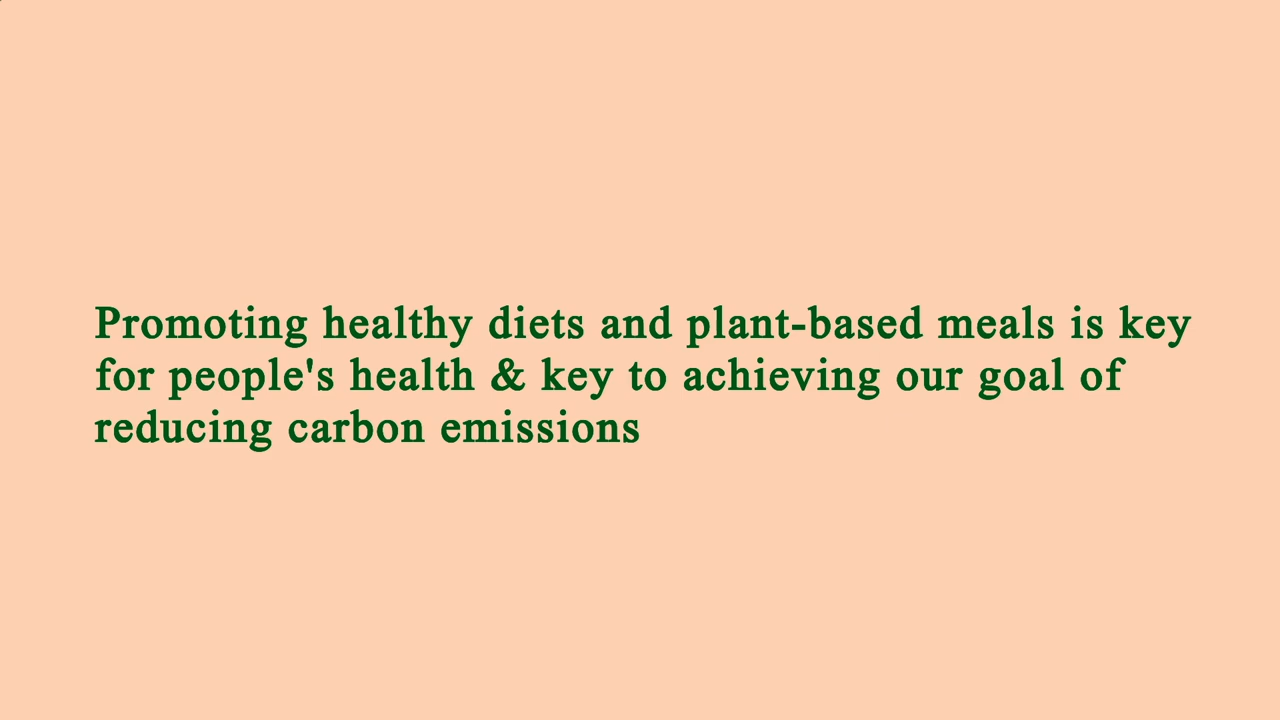 Promoting healthy diets and plant-based meals is key
for people's health & key to achieving our goal of
reducing carbon emissions